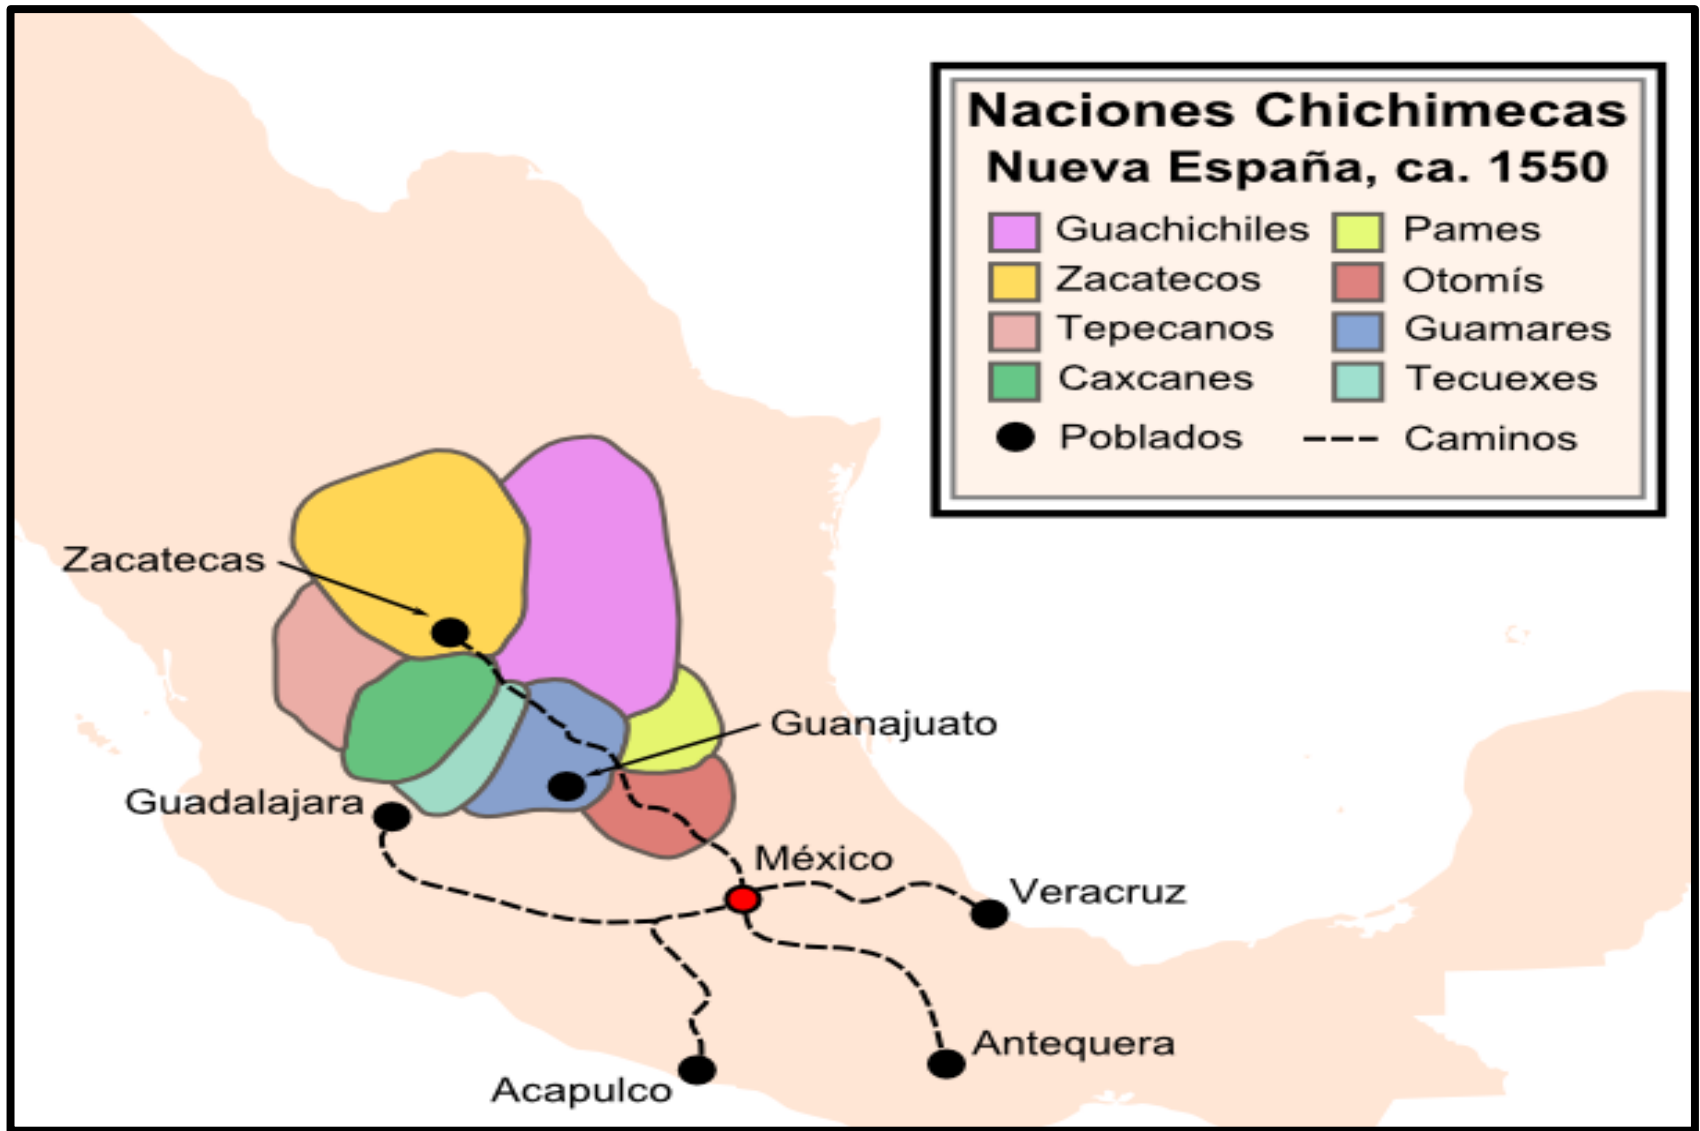 Naciones Chichimecas
Nueva España, ca. 1550
Guachichiles
Pames
Zacatecos
Otomís
Tepecanos
Guamares
Caxcanes
Tecuexes
Poblados
Caminos
Zacatecas
Guanajuato
Guadalajara
México
Veracruz
Antequera
Acapulco